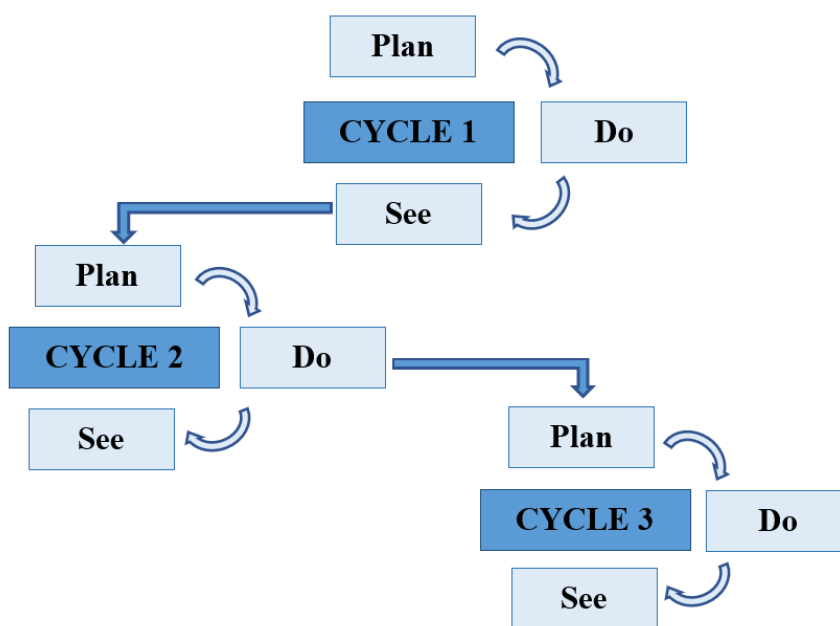 Plan
CYCLE 1
Do
See
Plan
CYCLE 2
Do
See
Plan
CYCLE 3
Do
See